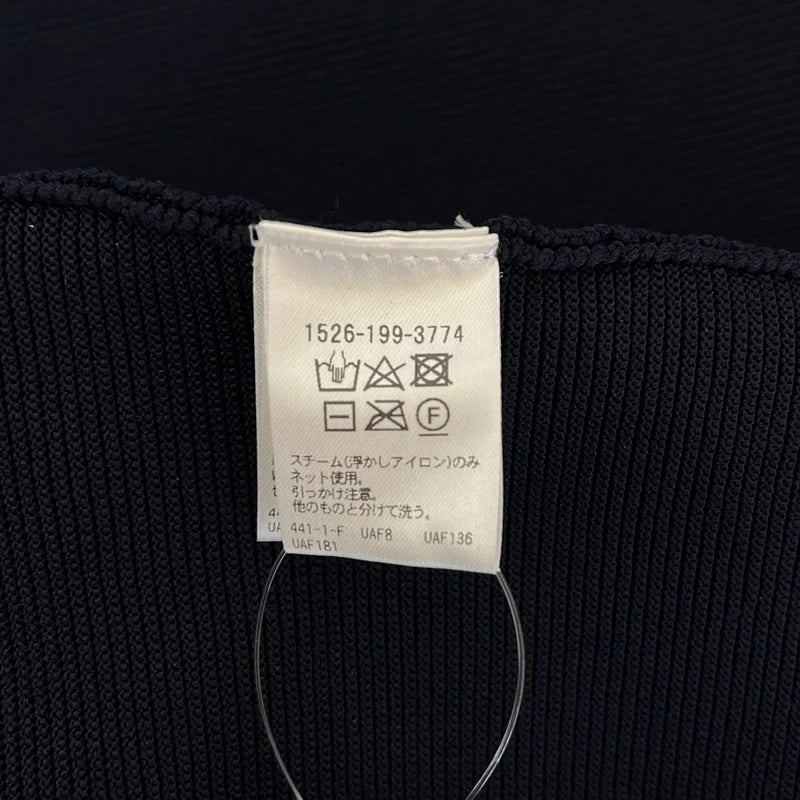 1526-199-3774
F
スチーム(浮かしアイロン)のみ
ネット使用。
引っかけ注意。
他のものと分けて洗う。
441-1-F UAF8 UAF136
UAF181
44
UA